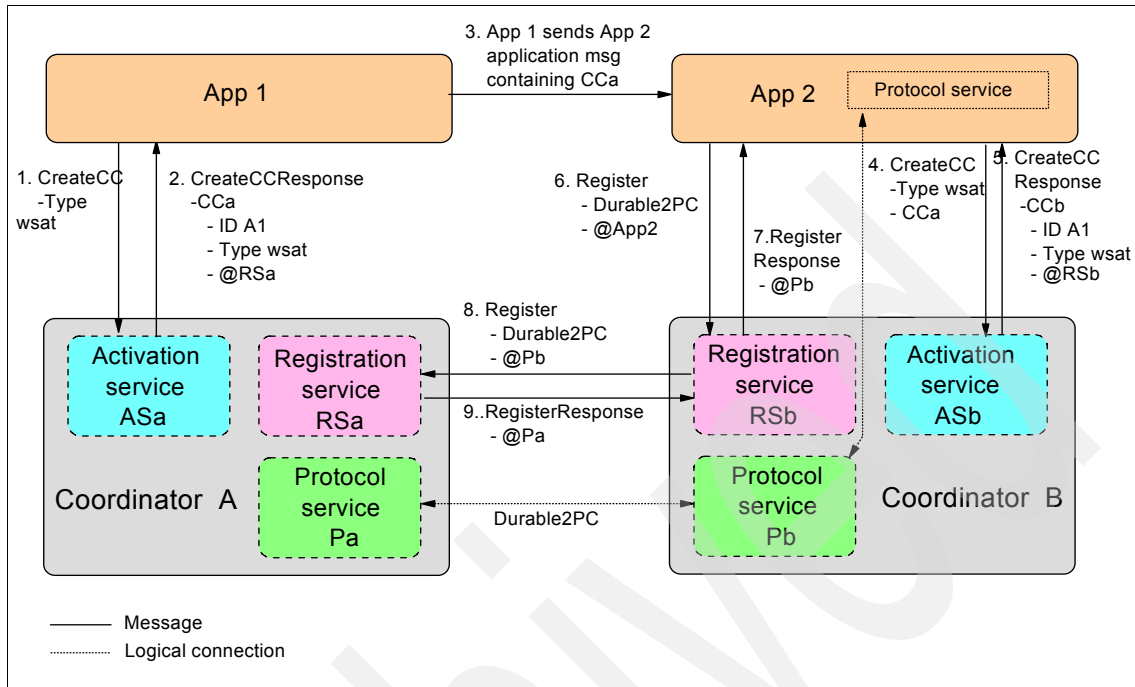 3. App 1 sends App 2
application msg
containing CCa
App 1
App 2
Protocol service
1. CreateCC
-Type
wsat
2. CreateCCResponse
-CCa
- ID A1
- Type wsat
- @RSa
6. Register
- Durable2PC
- @App2
7.Register
Response
- @Pb
4. CreateCC
-Type wsat
- CCa
5. CreateCC
Response
-CCb
- ID A1
- Type wsat
- @RSb
8. Register
- Durable2PC
- @Pb
9..RegisterResponse
- @Pa
Activation
service
ASa
Registration
service
RSa
Registration
service
RSb
Activation
service
ASb
Coordinator A
Protocol
service
Pa
Durable2PC
Protocol
service
Pb
Coordinator B
Message
Logical connection